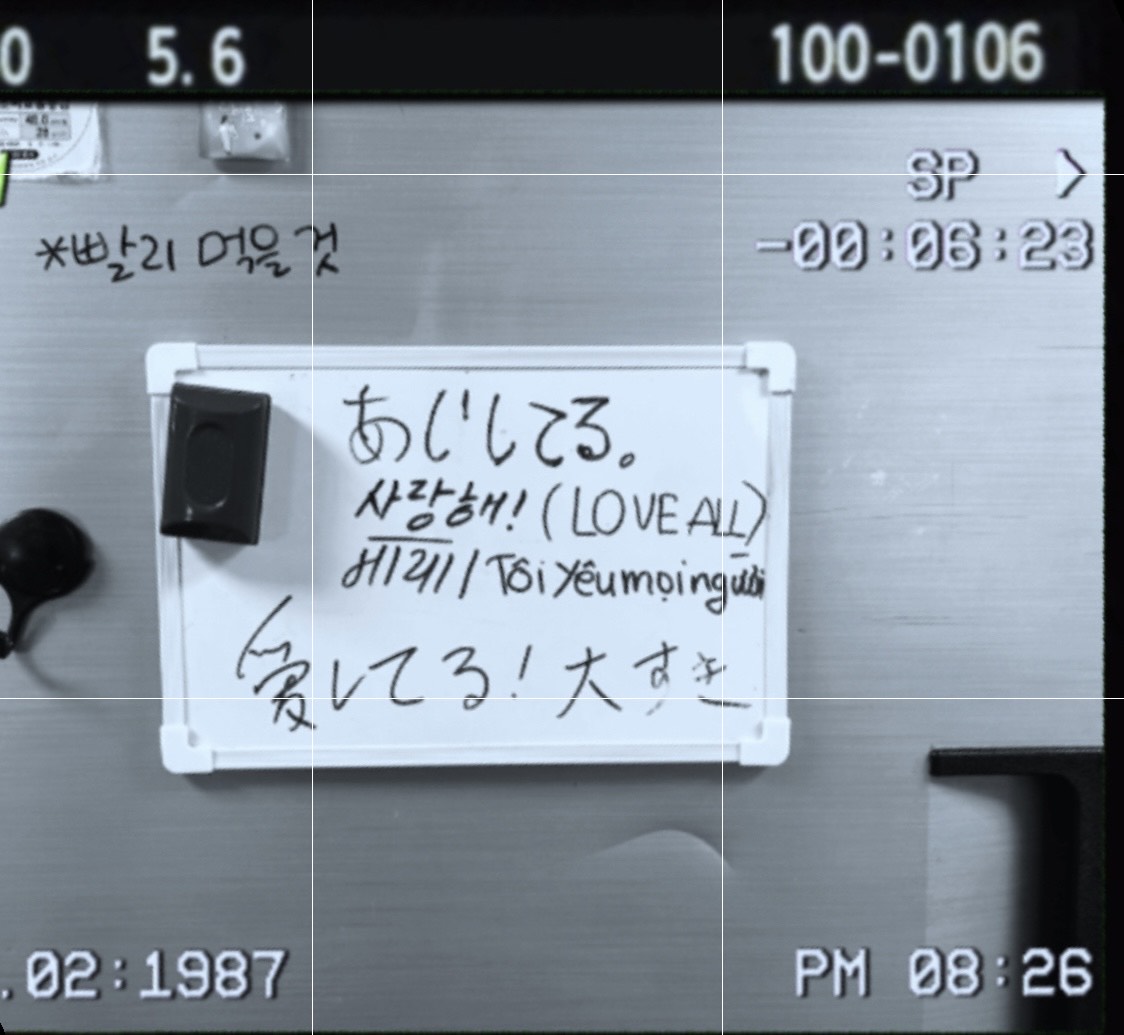 0 5.6 100-0106
SP
-00:06:23
*빨리 먹을 것
あじしてる。
사랑해! (LOVE ALL)
Tôi yêu mọi người
愛してる!大すき
.02:1987 PM 08:26